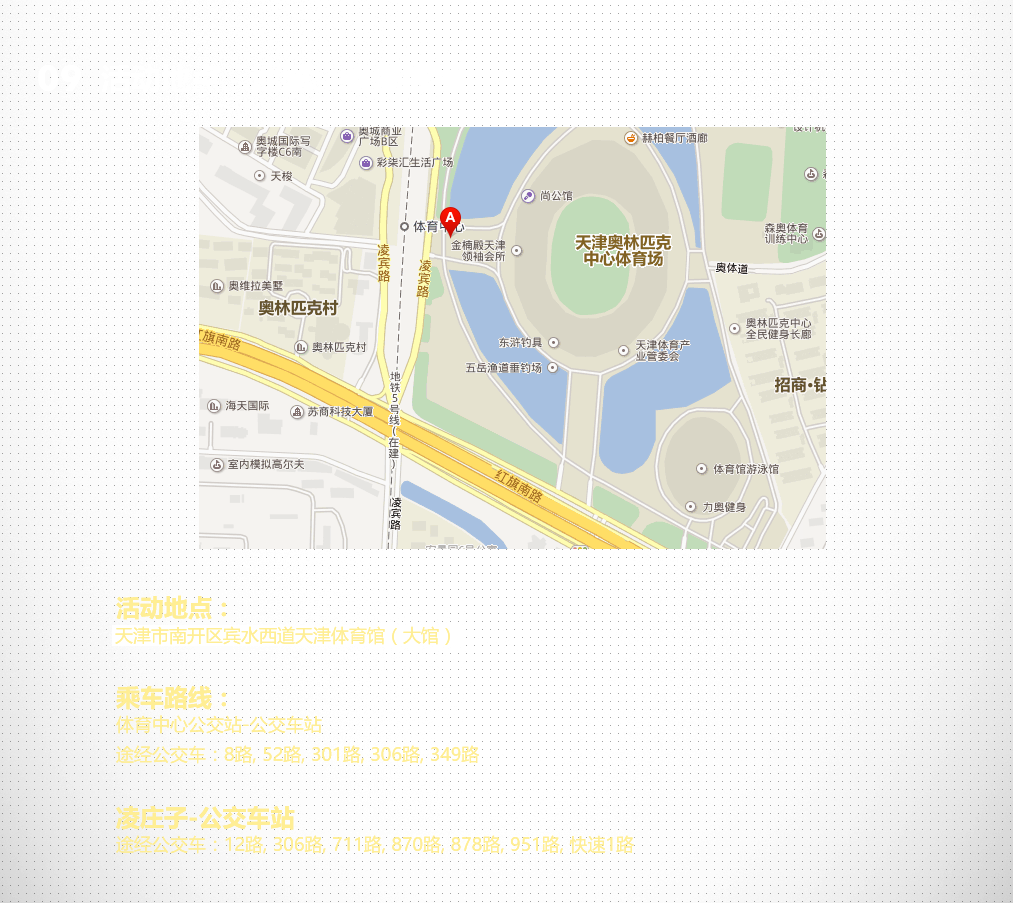 奥城国际写
字楼C6南
奥城商业
广场B区
彩柒汇生活广场
天梭
赫柏餐厅酒廊
尚公馆
A
体育中心
金楠殿天津
领袖会所
天津奥林匹克
中心体育场
森奥体育
训练中心
奥体道
凌宾路
凌宾路
奥维拉美墅
奥林匹克村
奥林匹克村
红旗南路
东浒钓具
五岳渔道垂钓场
天津体育产
业管委会
奥林匹克中心
全民健身长廊
招商·钻
地铁5号线(在建)
海天国际
苏商科技大厦
室内模拟高尔夫
红旗南路
凌宾路
体育馆游泳馆
力奥健身
活动地点：
天津市南开区宾水西道天津体育馆（大馆）
乘车路线：
体育中心公交站-公交车站
途经公交车：8路, 52路, 301路, 306路, 349路
凌庄子-公交车站
途经公交车：12路, 306路, 711路, 870路, 878路, 951路, 快速1路